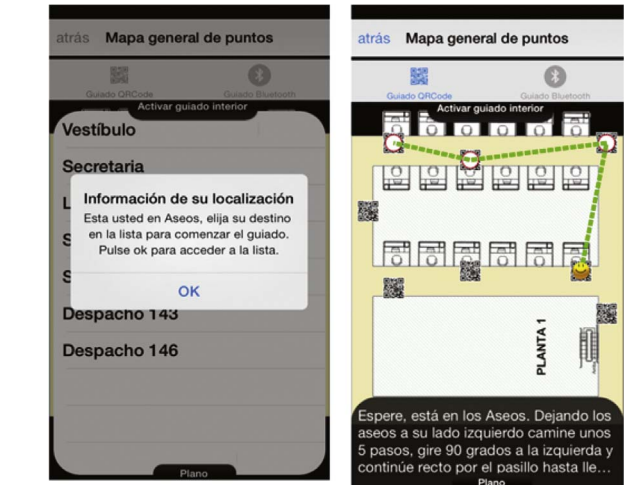 atrás Mapa general de puntos
Guiado QRCode Guiado Bluetooth
Activar guiado interior
Vestíbulo
Secretaria
L
S
S
Información de su localización
Esta usted en Aseos, elija su destino
en la lista para comenzar el guiado.
Pulse ok para acceder a la lista.
OK
Despacho 143
Despacho 146
Plano
atrás Mapa general de puntos
Guiado QRCode Guiado Bluetooth
Activar guiado interior
PLANTA 1
Espere, está en los Aseos. Dejando los
aseos a su lado izquierdo camine unos
5 pasos, gire 90 grados a la izquierda y
continúe recto por el pasillo hasta lle…
Plano